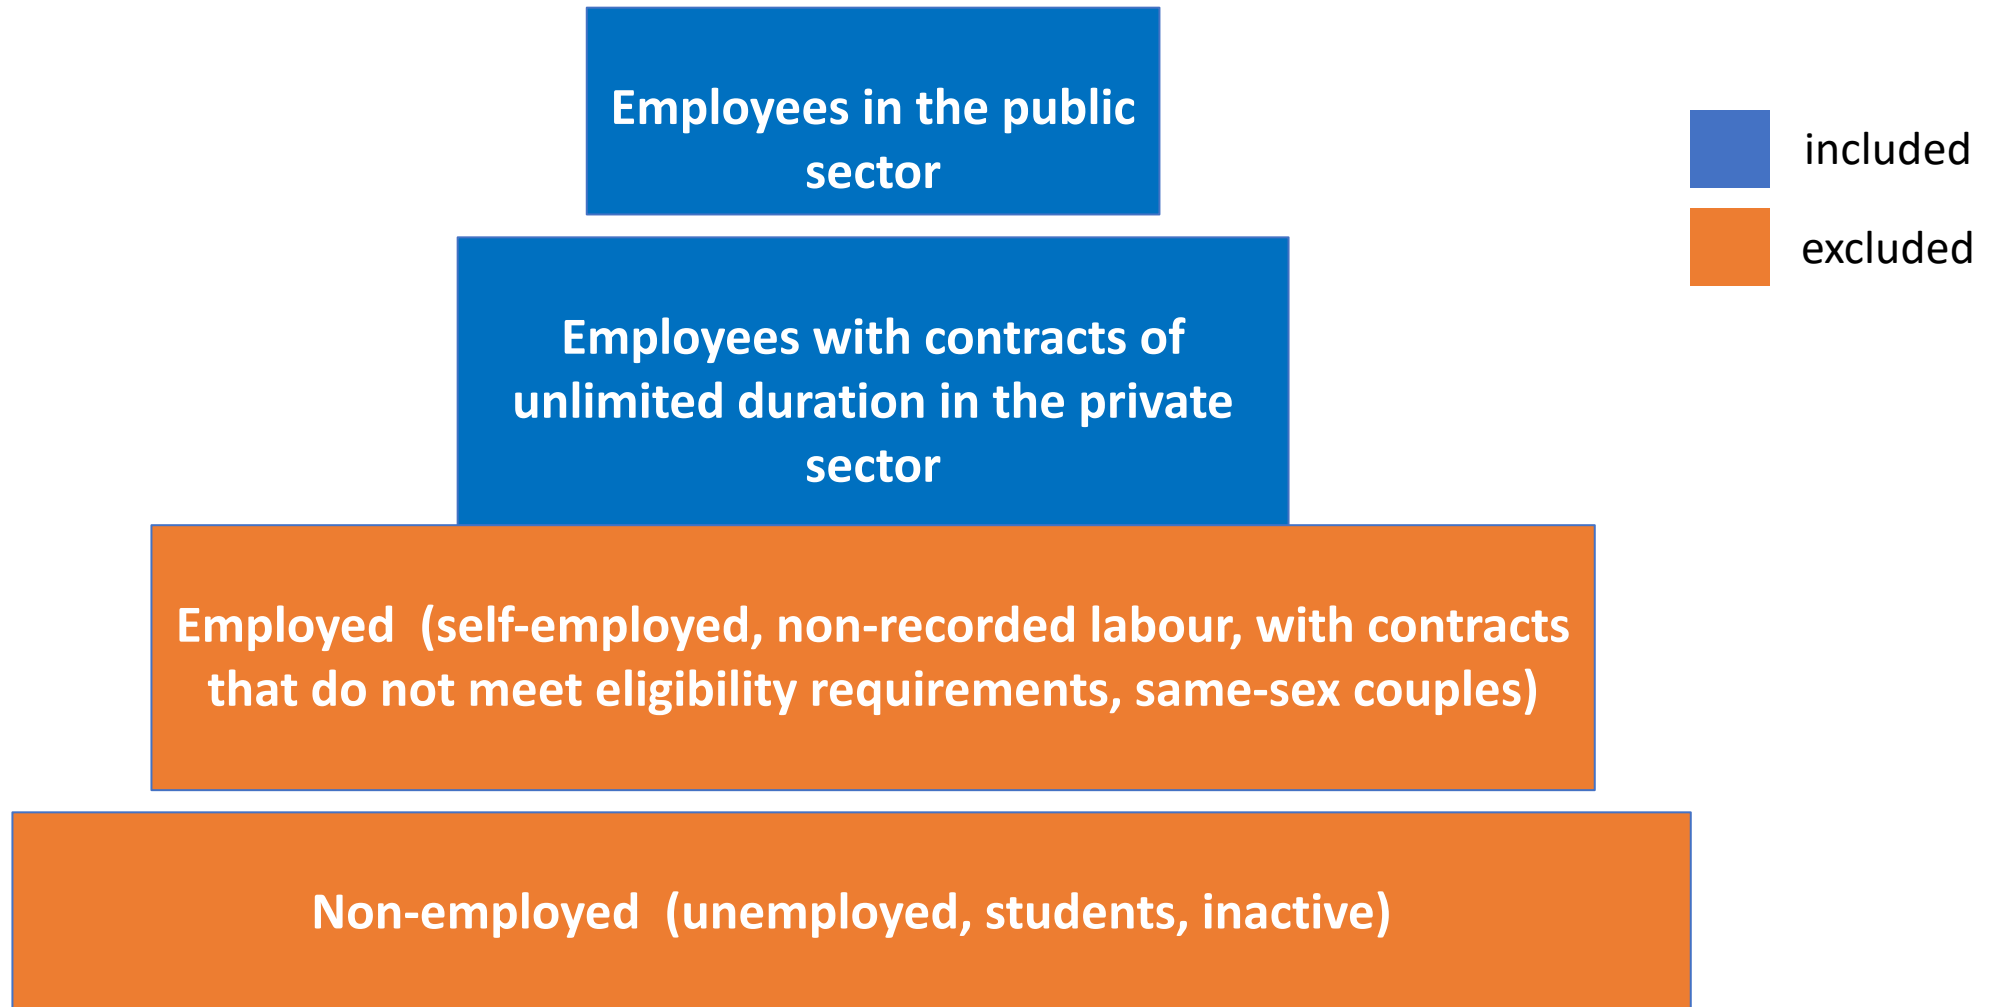 Employees in the public
sector
included
excluded
Employees with contracts of
unlimited duration in the private
sector
Employed  (self-employed, non-recorded labour, with contracts
that do not meet eligibility requirements, same-sex couples)
Non-employed  (unemployed, students, inactive)